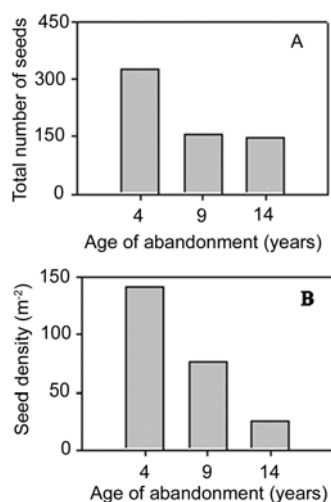 A
Total number of seeds
450
300
150
0
4 9 14
Age of abandonment (years)
B
Seed density (m-2)
150
100
50
0
4 9 14
Age of abandonment (years)